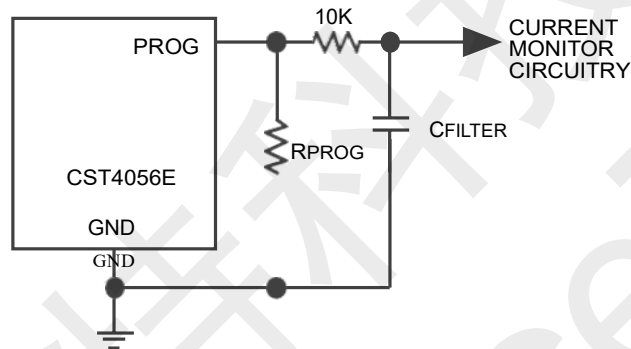 10K
PROG
CURRENT
MONITOR
CIRCUITRY
RPROG
CFILTER
CST4056E
GND
GND